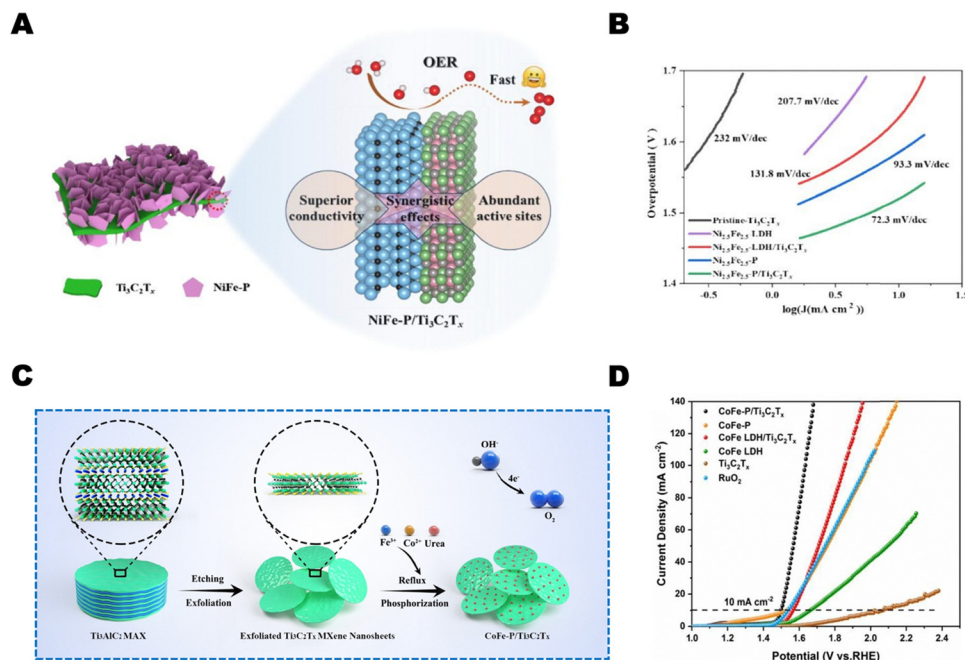 A
OER
Fast
Superior
conductivity
Synergistic
effects
Abundant
active sites
Ti₃C₂Tₓ
NiFe-P
NiFe-P/Ti₃C₂Tₓ
B
Overpotential (V)
1.7
1.6
1.5
1.4
232 mV/dec
207.7 mV/dec
131.8 mV/dec
93.3 mV/dec
72.3 mV/dec
Pristine-Ti₃C₂Tₓ
Ni₂.₅Fe₂.₅ LDH
Ni₂.₅Fe₂.₅-LDH/Ti₃C₂Tₓ
Ni₂.₅Fe₂.₅-P
Ni₂.₅Fe₂.₅-P/Ti₃C₂Tₓ
-0.5 0.0 0.5 1.0 1.5
log(J(mA cm⁻²))
C
OH⁻
4e⁻
O₂
Fe³⁺ Co²⁺ Urea
Etching
Exfoliation
Reflux
Phosphorization
Ti₃AlC₂ MAX
Exfoliated Ti₃C₂Tx MXene Nanosheets
CoFe-P/Ti₃C₂Tx
D
Current Density (mA cm⁻²)
140
120
100
80
60
40
20
0
CoFe-P/Ti₃C₂Tₓ
CoFe-P
CoFe LDH/Ti₃C₂Tₓ
CoFe LDH
Ti₃C₂Tₓ
RuO₂
10 mA cm⁻²
1.0 1.2 1.4 1.6 1.8 2.0 2.2 2.4
Potential (V vs.RHE)